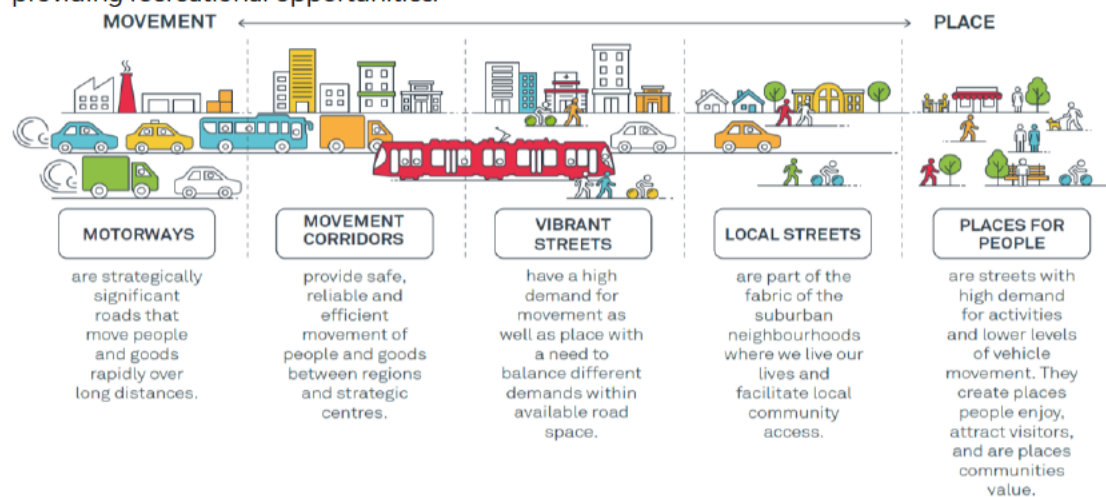 providing recreational opportunities.
MOVEMENT
PLACE
MOTORWAYS
are strategically
significant
roads that
move people
and goods
rapidly over
long distances.
MOVEMENT
CORRIDORS
provide safe,
reliable and
efficient
movement of
people and goods
between regions
and strategic
centres.
VIBRANT
STREETS
have a high
demand for
movement as
well as place with
a need to
balance different
demands within
available road
space.
LOCAL STREETS
are part of the
fabric of the
suburban
neighbourhoods
where we live our
lives and
facilitate local
community
access.
PLACES FOR
PEOPLE
are streets with
high demand
for activities
and lower levels
of vehicle
movement. They
create places
people enjoy,
attract visitors,
and are places
communities
value.